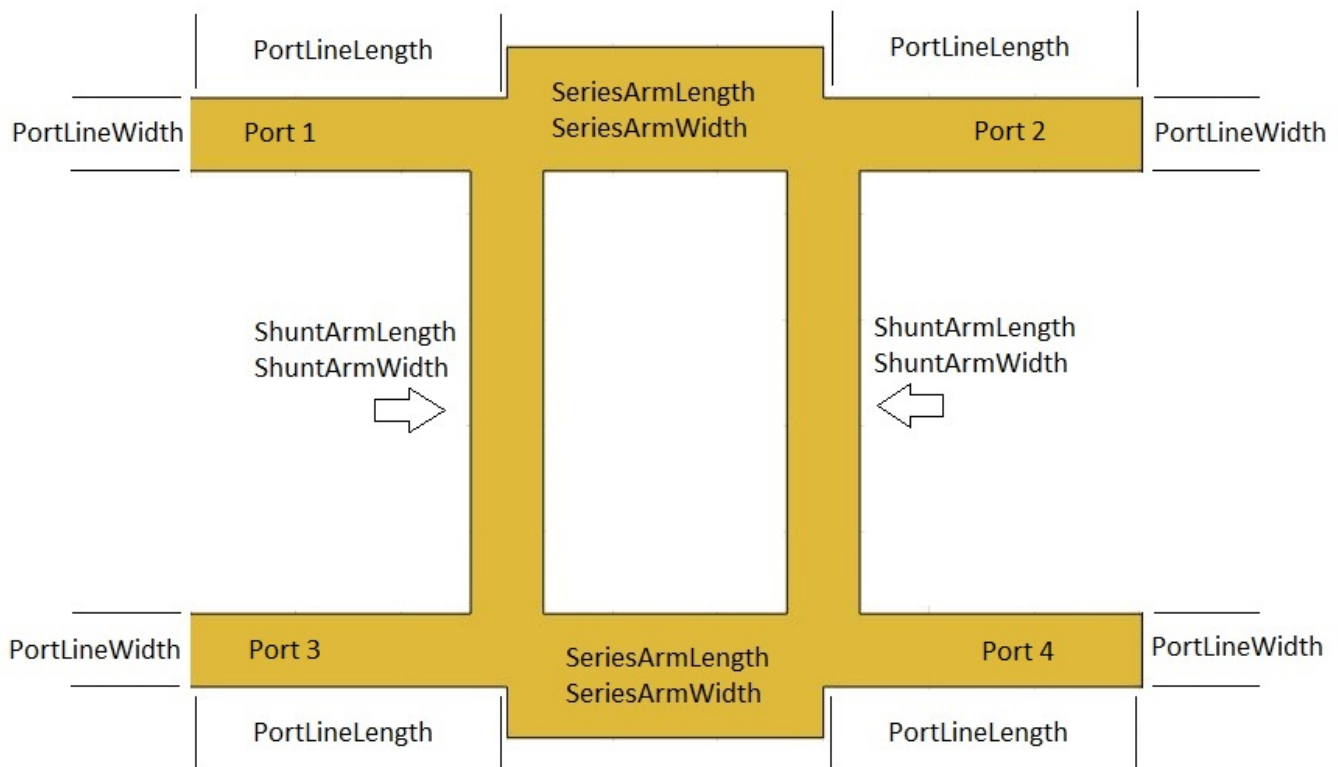 PortLineLength
PortLineLength
SeriesArmLength
SeriesArmWidth
PortLineWidth
Port 1
Port 2
PortLineWidth
ShuntArmLength
ShuntArmWidth
ShuntArmLength
ShuntArmWidth
PortLineWidth
Port 3
SeriesArmLength
SeriesArmWidth
Port 4
PortLineWidth
PortLineLength
PortLineLength